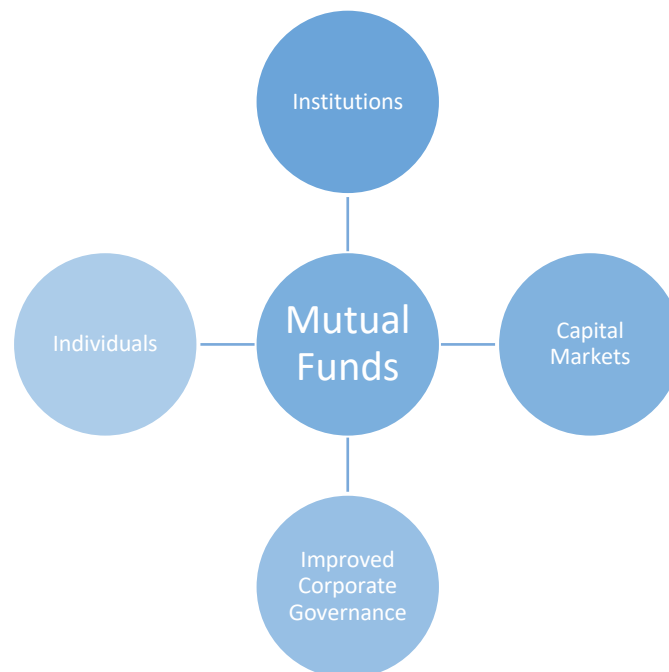 Institutions
Individuals
Mutual
Funds
Capital
Markets
Improved
Corporate
Governance